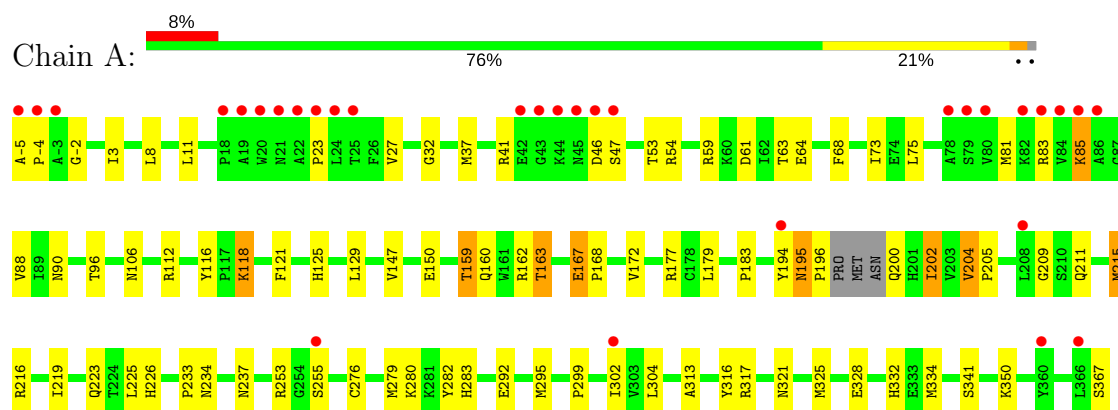 8%
Chain A:
76% 21% • •
A-5 P-4 A-3 G-2 I3 L8 L11 P18 A19 W20 N21 A22 P23 L24 T25 F26 V27 G32 M37 R41 E42 G43 K44 N45 D46 S47 T53 R54 R59 K60 D61 I62 T63 E64 F68 I73 E74 L75 A78 S79 V80 M81 K82 R83 V84 K85 A86
V88 I89 N90 T96 N106 R112 Y116 P117 K118 F121 H125 L129 V147 E150 T159 Q160 W161 R162 T163 E167 P168 V172 R177 C178 L179 P183 Y194 N195 P196 PRO MET ASN Q200 H201 I202 V203 V204 P205 L208 G209 S210 Q211 M215
R216 I219 Q223 T224 L225 H226 P233 N234 N237 R253 G254 S255 C276 M279 K280 K281 Y282 H283 E292 M295 P299 I302 V303 L304 A313 Y316 R317 N321 M325 E328 H332 E333 M334 S341 K350 Y360 L366 S367